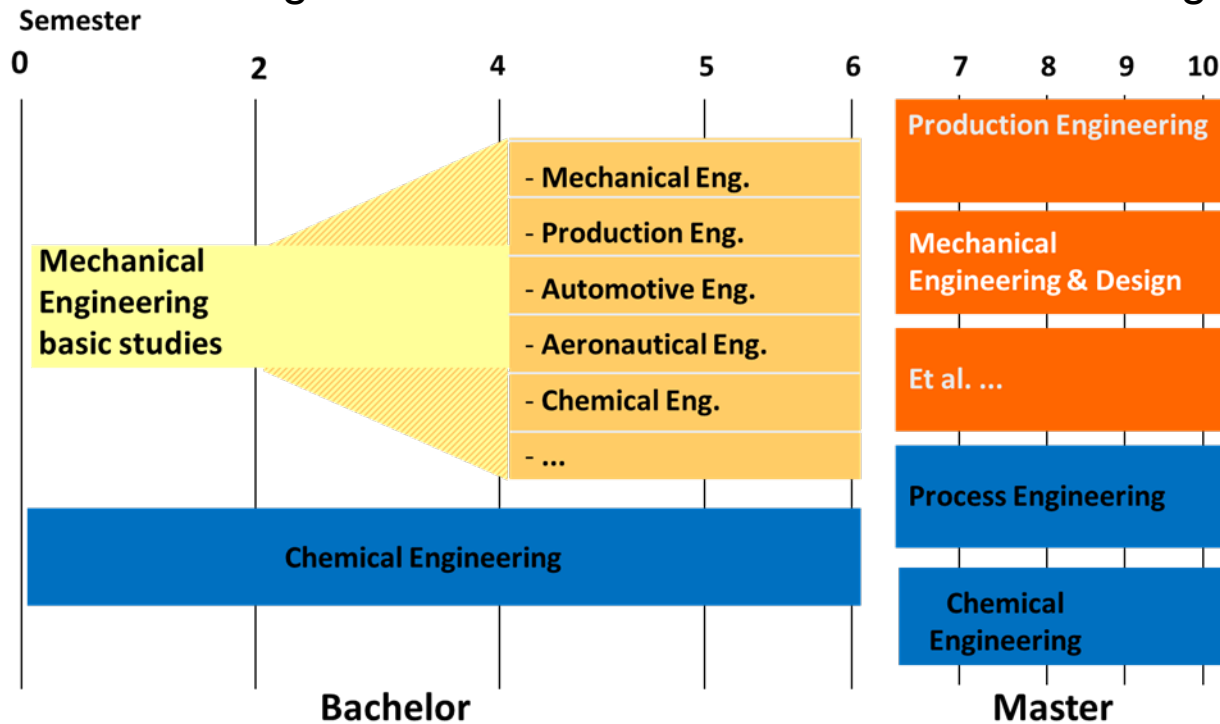 Semester
0 2 4 5 6 7 8 9 10
- Mechanical Eng.
- Production Eng.
- Automotive Eng.
- Aeronautical Eng.
- Chemical Eng.
- ...
Mechanical
Engineering
basic studies
Chemical Engineering
Production Engineering
Mechanical
Engineering & Design
Et al. ...
Process Engineering
Chemical
Engineering
Bachelor
Master